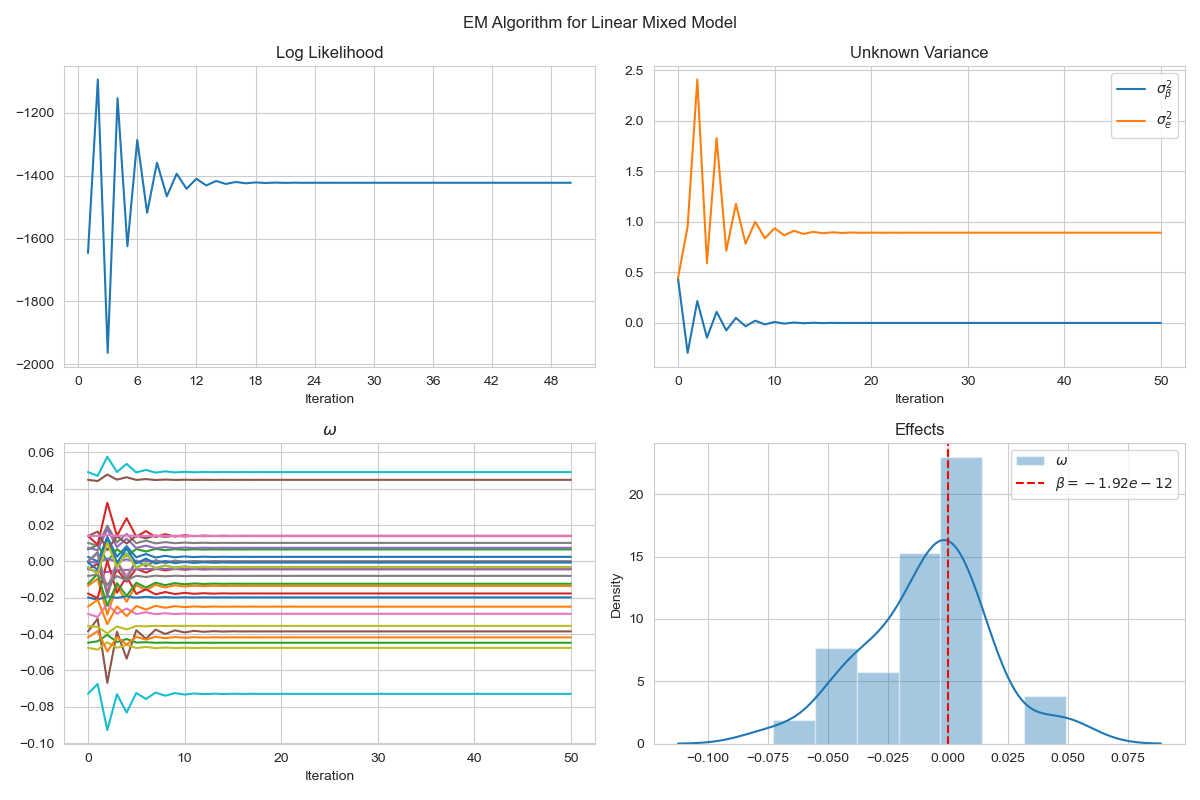 EM Algorithm for Linear Mixed Model
Log Likelihood
−1200
−1400
−1600
−1800
−2000
0 6 12 18 24 30 36 42 48
Iteration
Unknown Variance
2.5
2.0
1.5
1.0
0.5
0.0
σ²_β
σ²_e
0 10 20 30 40 50
Iteration
ω
0.06
0.04
0.02
0.00
−0.02
−0.04
−0.06
−0.08
−0.10
0 10 20 30 40 50
Iteration
Effects
Density
20
15
10
5
0
ω
β = −1.92e − 12
−0.100 −0.075 −0.050 −0.025 0.000 0.025 0.050 0.075